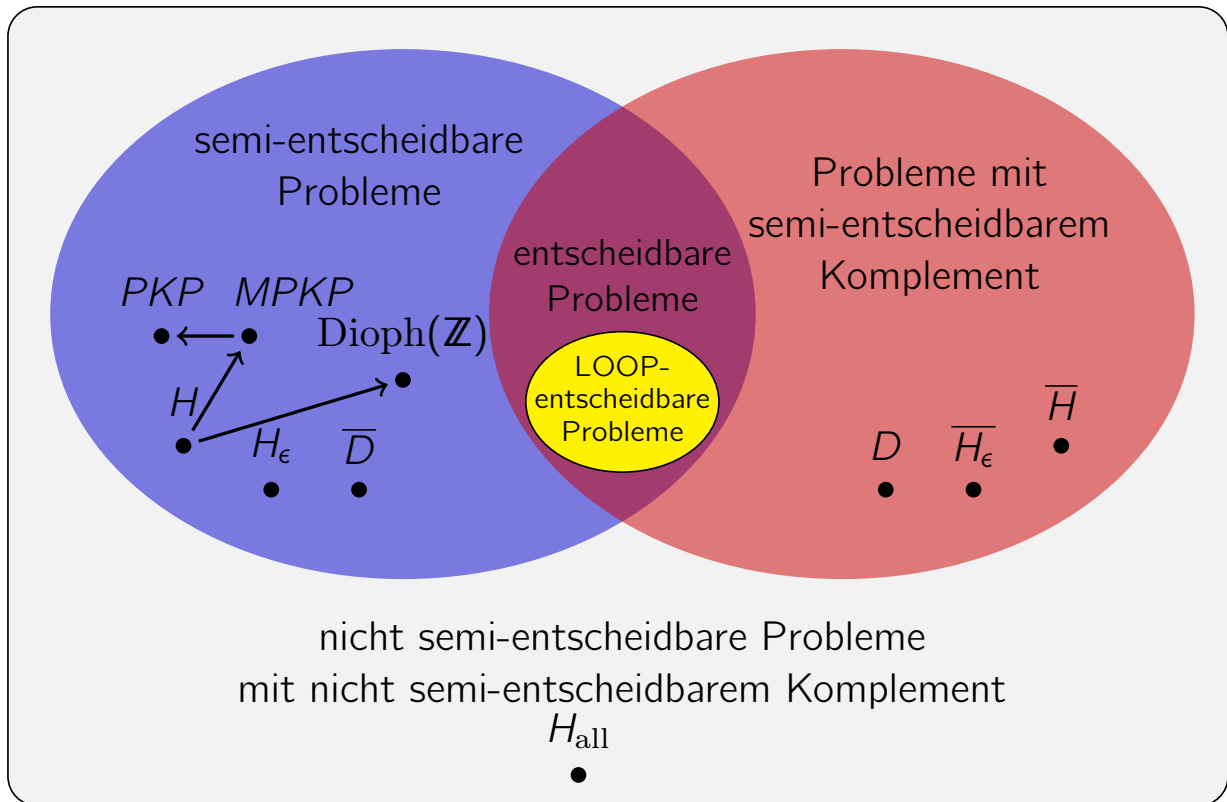 semi-entscheidbare
Probleme
Probleme mit
semi-entscheidbarem
Komplement
entscheidbare
Probleme
PKP
MPKP
Dioph(ℤ)
LOOP-
entscheidbare
Probleme
H
H_ϵ
D̅
D
H̅_ϵ̅
H̅
nicht semi-entscheidbare Probleme
mit nicht semi-entscheidbarem Komplement
H_all